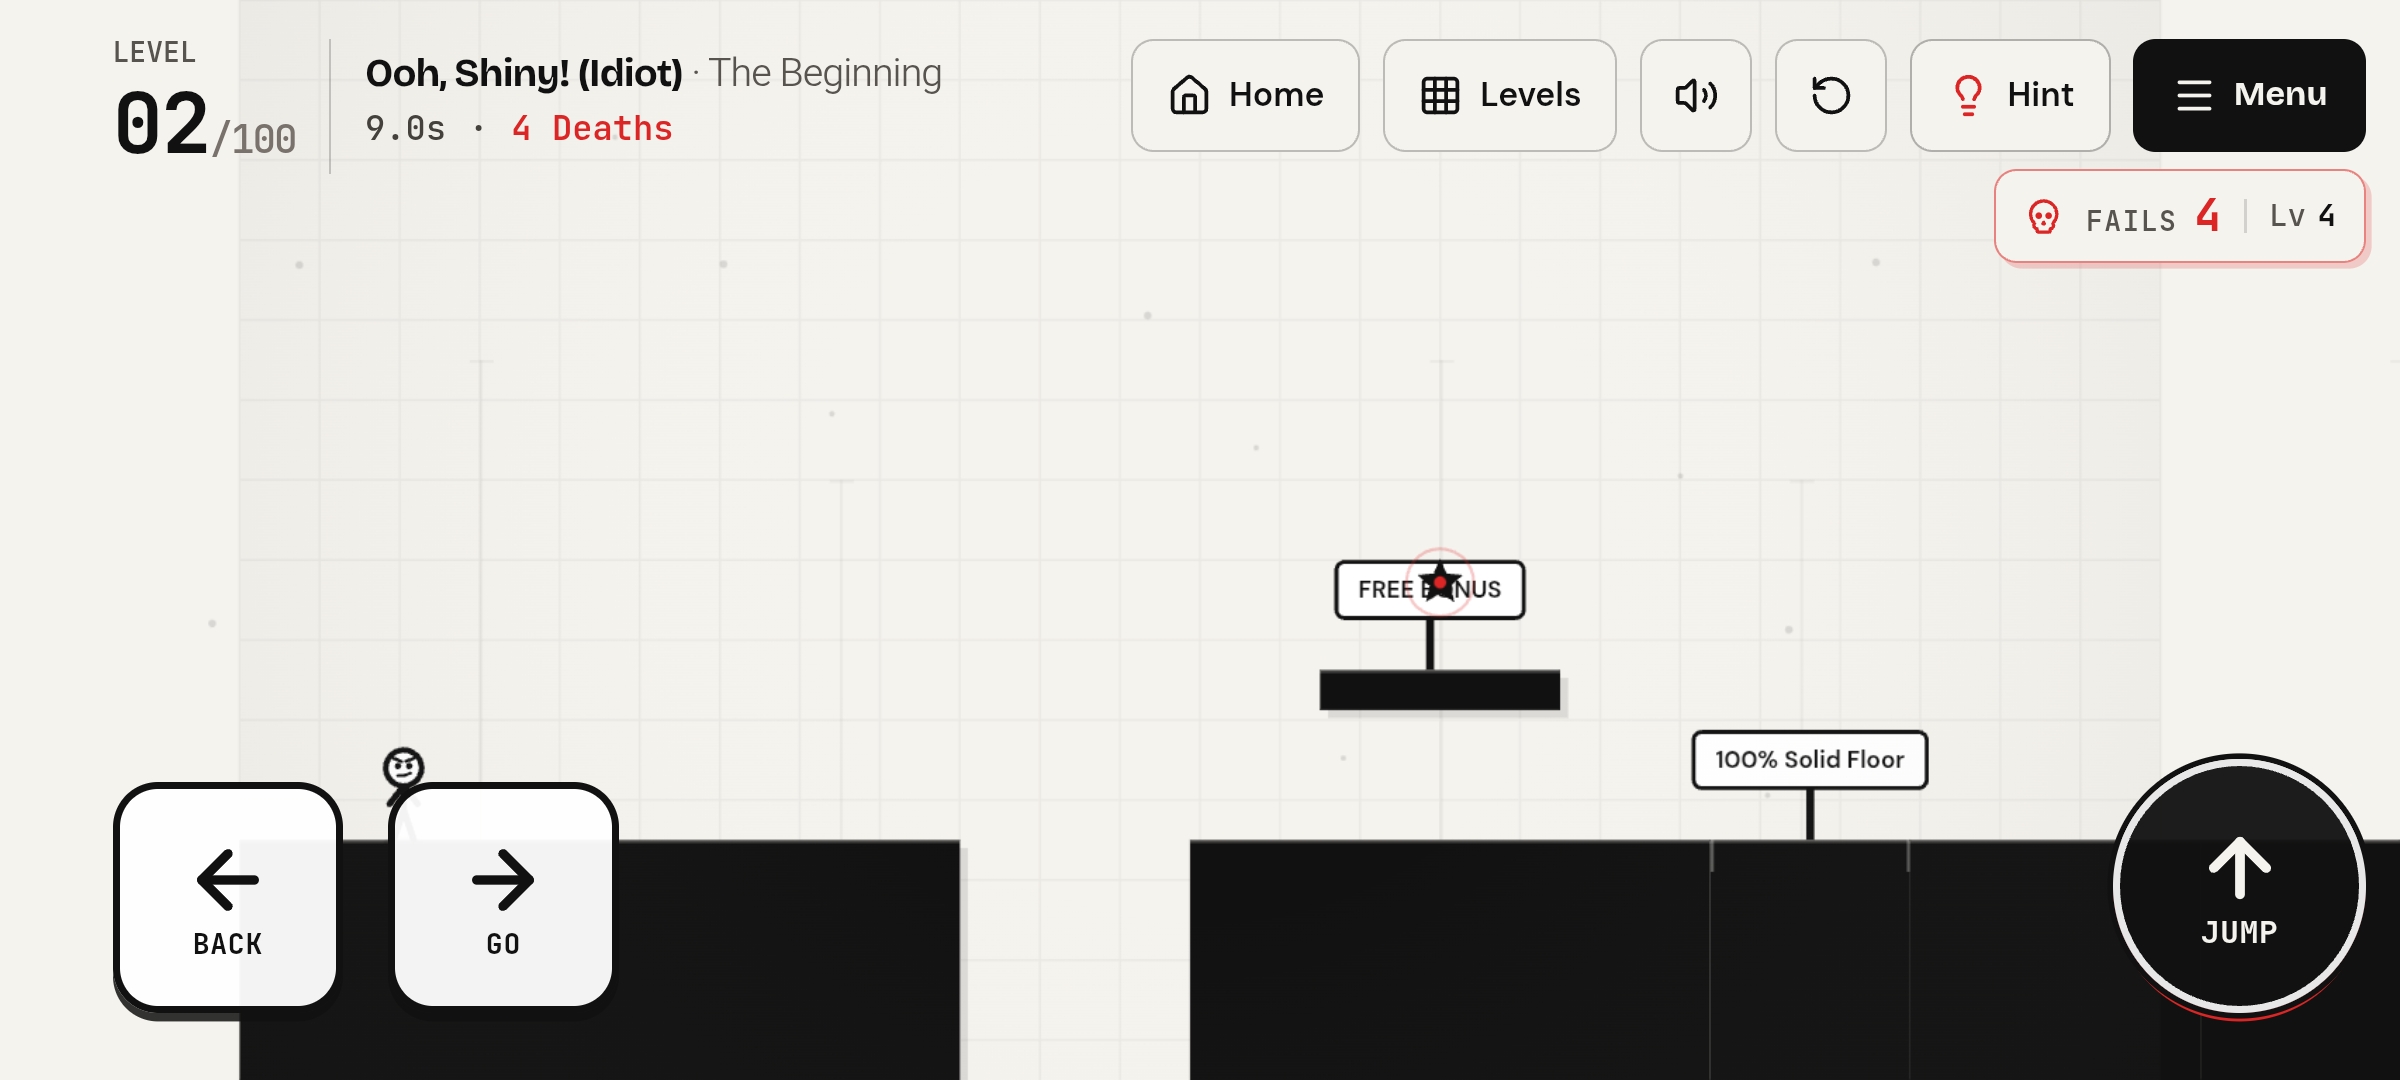 LEVEL
02/100
Ooh, Shiny! (Idiot) · The Beginning
9.0s · 4 Deaths
Home
Levels
Hint
Menu
FAILS 4 | Lv 4
FREE BONUS
100% Solid Floor
BACK
GO
JUMP